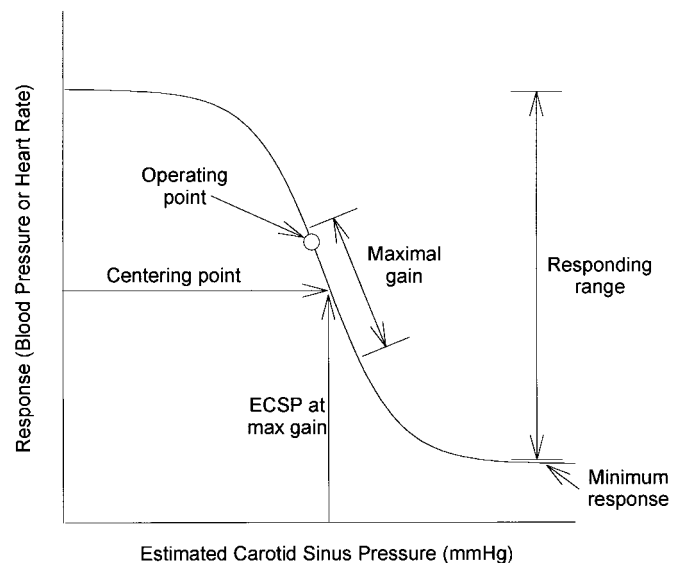 Response (Blood Pressure or Heart Rate)
Operating
point
Centering point
Maximal
gain
Responding
range
ECSP at
max gain
Minimum
response
Estimated Carotid Sinus Pressure (mmHg)